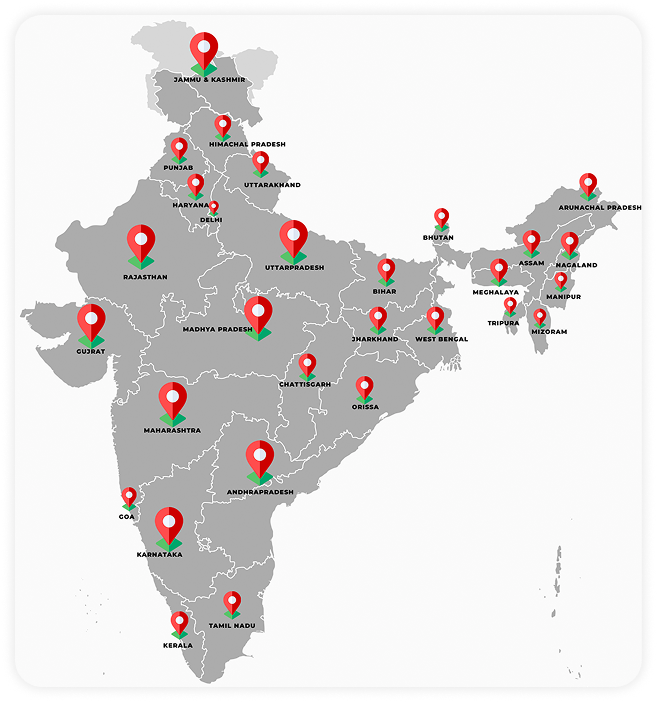 JAMMU & KASHMIR
HIMACHAL PRADESH
PUNJAB
UTTARAKHAND
HARYANA
ARUNACHAL PRADESH
DELHI
BHUTAN
ASSAM
NAGALAND
UTTARPRADESH
RAJASTHAN
BIHAR
MEGHALAYA
MANIPUR
TRIPURA
MADHYA PRADESH
MIZORAM
JHARKHAND
WEST BENGAL
GUJRAT
CHATTISGARH
ORISSA
MAHARASHTRA
ANDHRAPRADESH
GOA
KARNATAKA
TAMIL NADU
KERALA